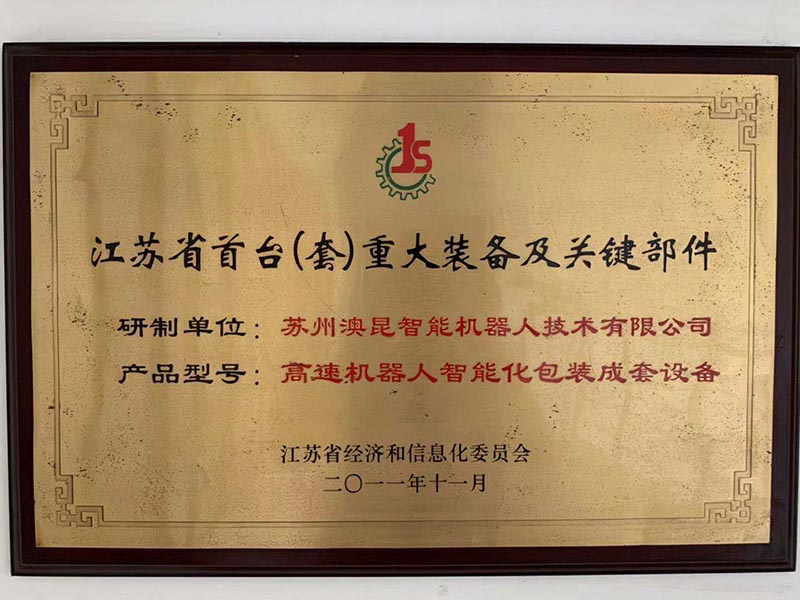 1S
江苏省首台(套)重大装备及关键部件
研制单位：苏州澳昆智能机器人技术有限公司
产品型号：高速机器人智能化包装成套设备
江苏省经济和信息化委员会
二〇一一年十一月